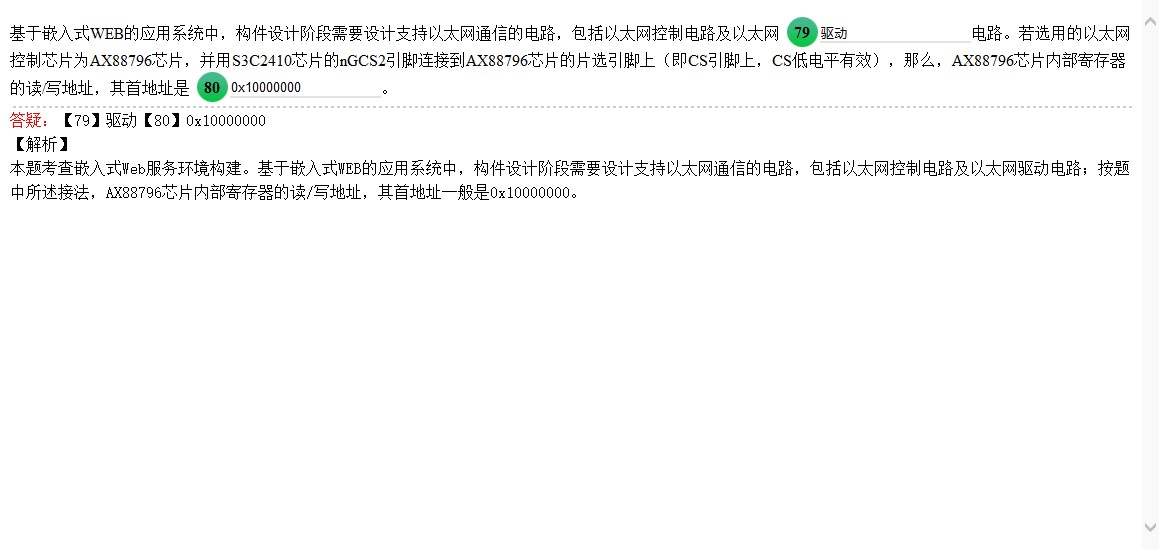 基于嵌入式WEB的应用系统中，构件设计阶段需要设计支持以太网通信的电路，包括以太网控制电路及以太网 79 驱动 电路。若选用的以太网
控制芯片为AX88796芯片，并用S3C2410芯片的nGCS2引脚连接到AX88796芯片的片选引脚上（即CS引脚上，CS低电平有效），那么，AX88796芯片内部寄存器
的读/写地址，其首地址是 80 0x10000000 。
答疑：【79】驱动【80】0x10000000
【解析】
本题考查嵌入式Web服务环境构建。基于嵌入式WEB的应用系统中，构件设计阶段需要设计支持以太网通信的电路，包括以太网控制电路及以太网驱动电路；按题
中所述接法，AX88796芯片内部寄存器的读/写地址，其首地址一般是0x10000000。